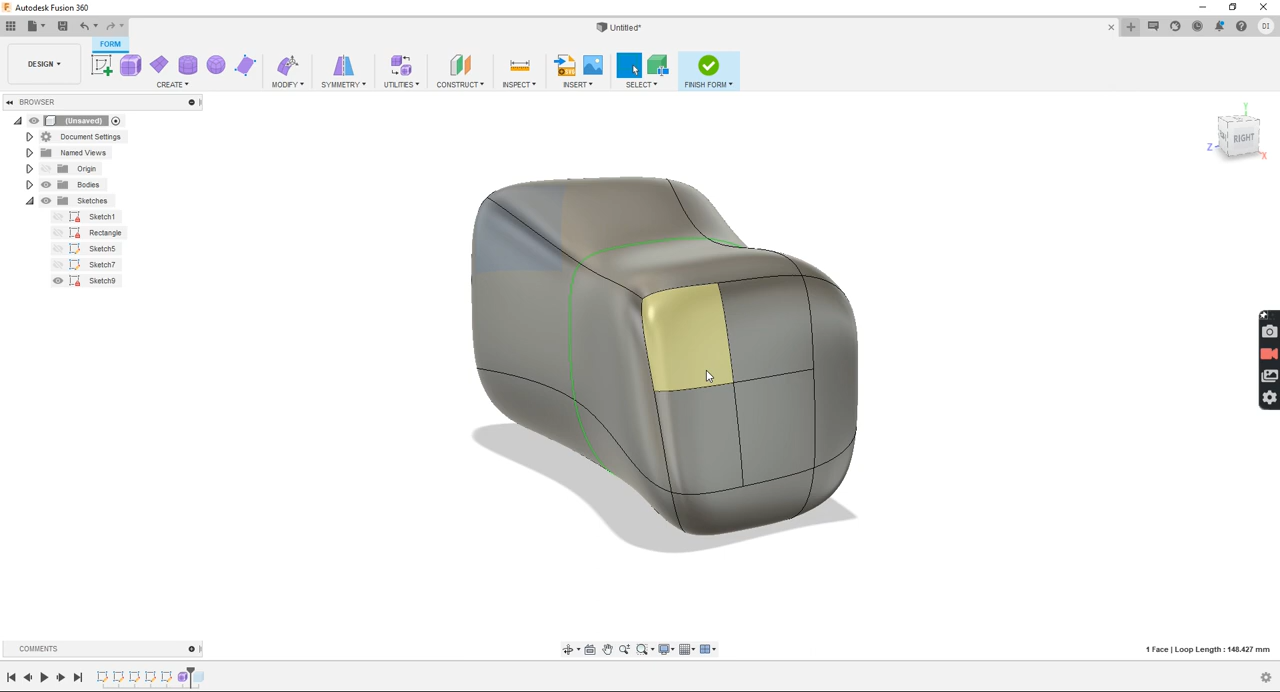 Autodesk Fusion 360
Untitled*
DI
FORM
DESIGN
CREATE
MODIFY
SYMMETRY
UTILITIES
CONSTRUCT
INSPECT
INSERT
SELECT
FINISH FORM
BROWSER
(Unsaved)
Document Settings
Named Views
Origin
Bodies
Sketches
Sketch1
Rectangle
Sketch5
Sketch7
Sketch9
Y
RIGHT
Z
X
COMMENTS
1 Face | Loop Length : 148.427 mm